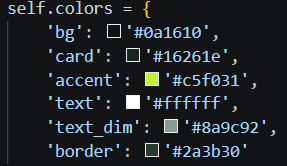 self.colors = {
'bg': '#0a1610',
'card': '#16261e',
'accent': '#c5f031',
'text': '#ffffff',
'text_dim': '#8a9c92',
'border': '#2a3b30'